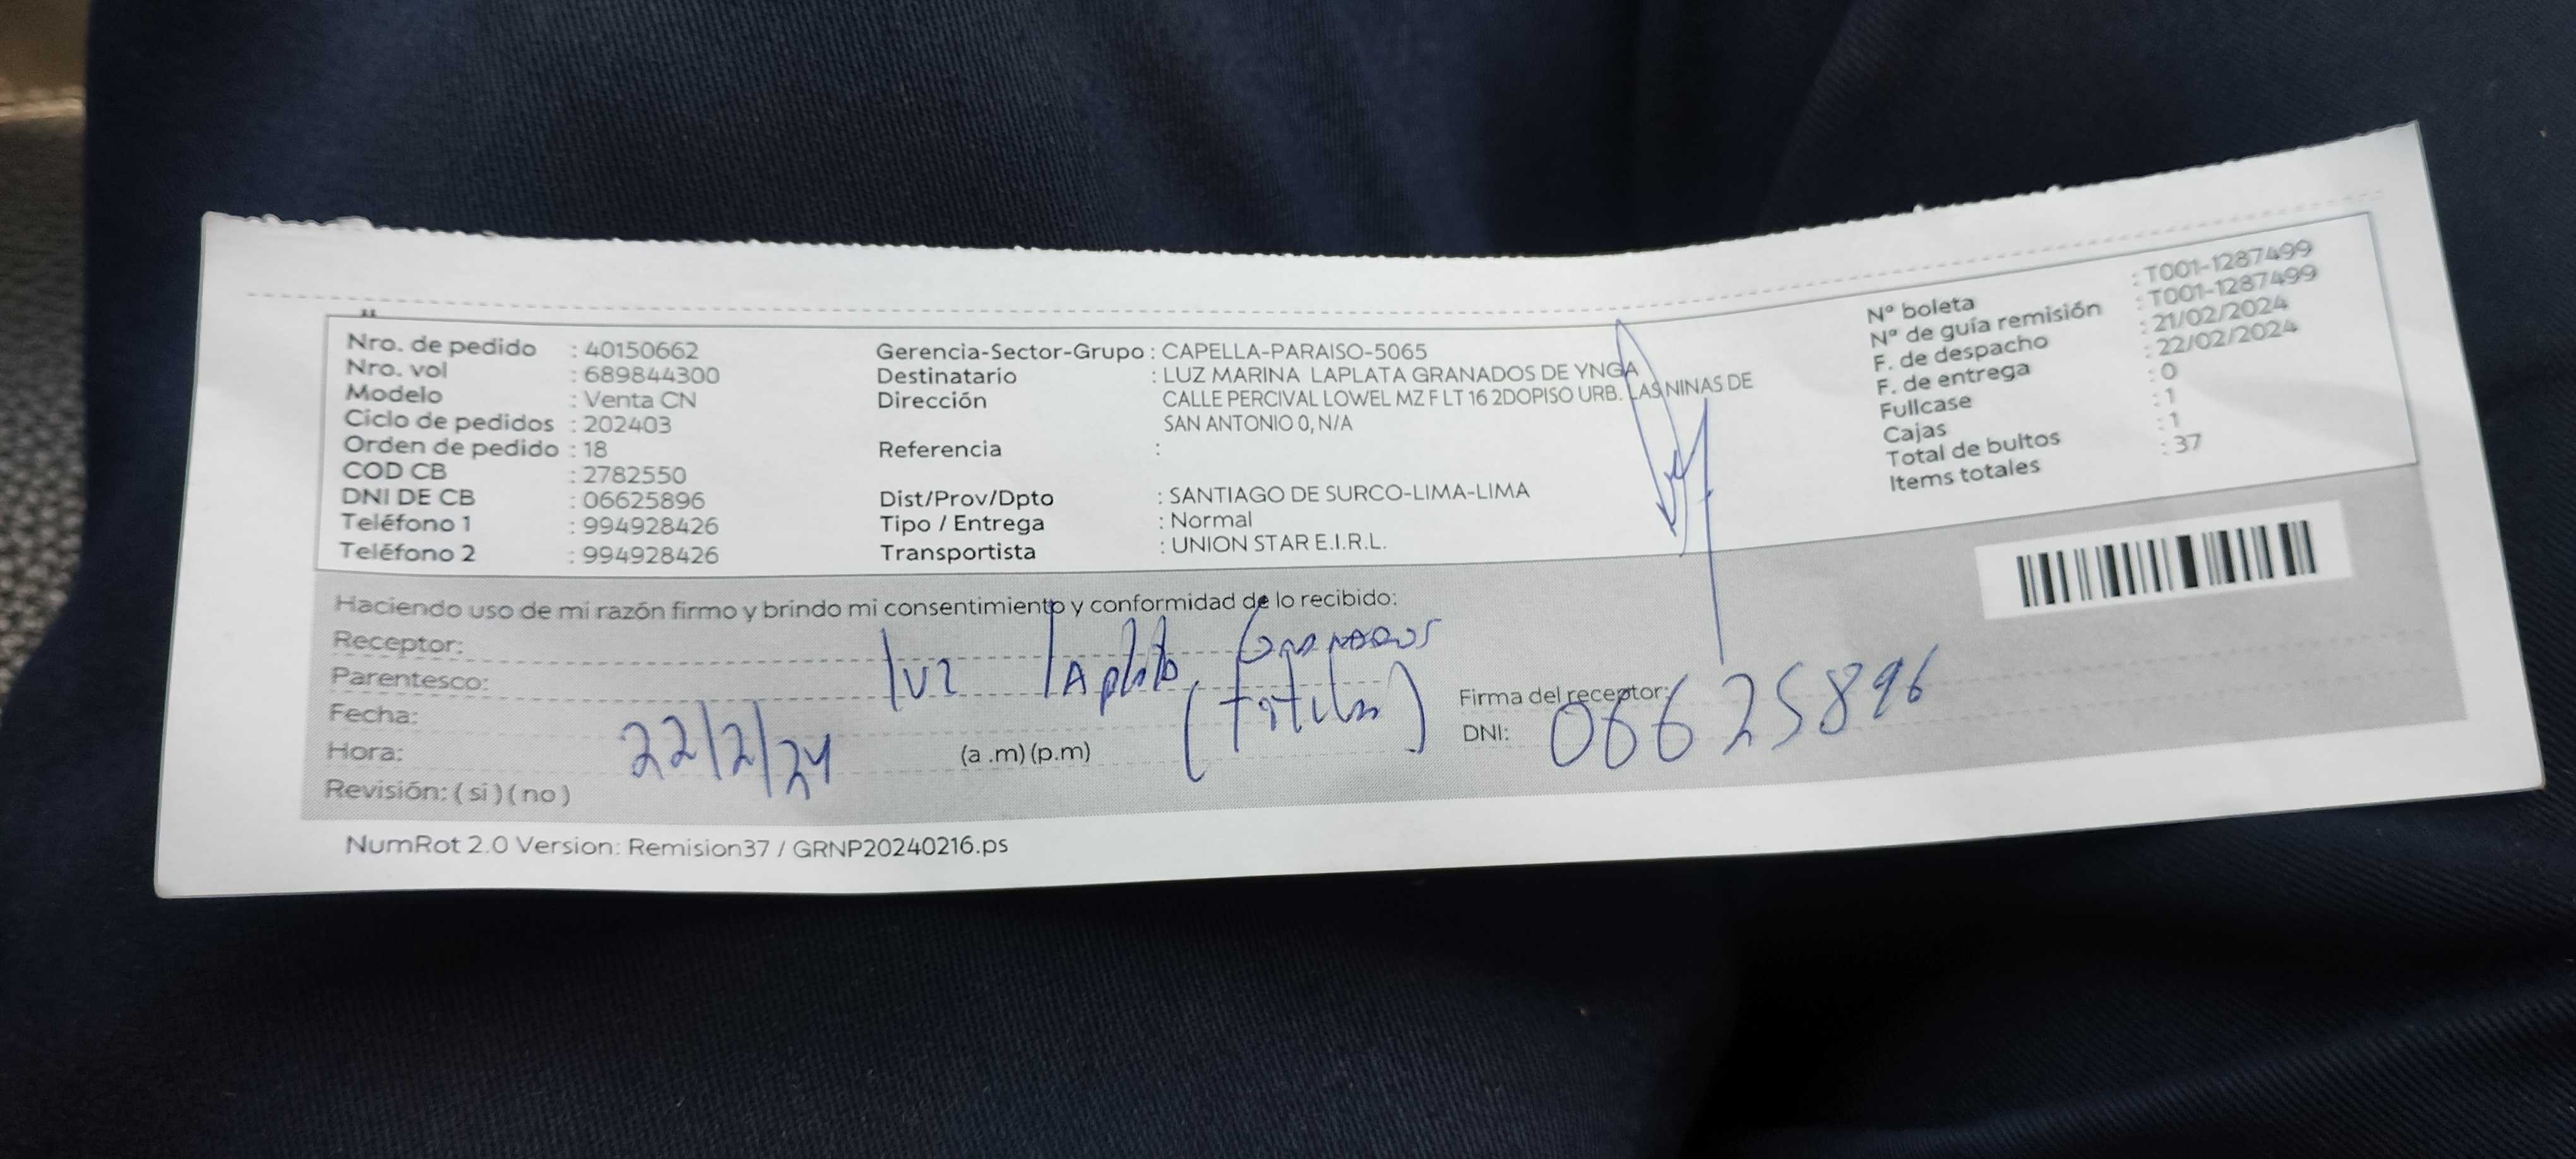 Nro. de pedido : 40150662
Nro. vol : 689844300
Modelo : Venta CN
Ciclo de pedidos : 202403
Orden de pedido : 18
COD CB : 2782550
DNI DE CB : 06625896
Teléfono 1 : 994928426
Teléfono 2 : 994928426
Gerencia-Sector-Grupo : CAPELLA-PARAISO-5065
Destinatario : LUZ MARINA LAPLATA GRANADOS DE YNGA
Dirección CALLE PERCIVAL LOWEL MZ F LT 16 2DOPISO URB. LAS NINAS DE
SAN ANTONIO 0, N/A
Referencia :
Dist/Prov/Dpto : SANTIAGO DE SURCO-LIMA-LIMA
Tipo / Entrega : Normal
Transportista : UNION STAR E.I.R.L.
Nº boleta : T001-1287499
Nº de guía remisión : T001-1287499
F. de despacho : 21/02/2024
F. de entrega : 22/02/2024
Fullcase : 0
Cajas : 1
Total de bultos : 1
Items totales : 37
Haciendo uso de mi razón firmo y brindo mi consentimiento y conformidad de lo recibido:
Receptor: luz laplata Granados
Parentesco: (titular)
Fecha: 22/2/24
Hora: (a .m) (p.m)
Revisión: ( si ) ( no )
Firma del receptor:
DNI: 06625896
NumRot 2.0 Version: Remision37 / GRNP20240216.ps